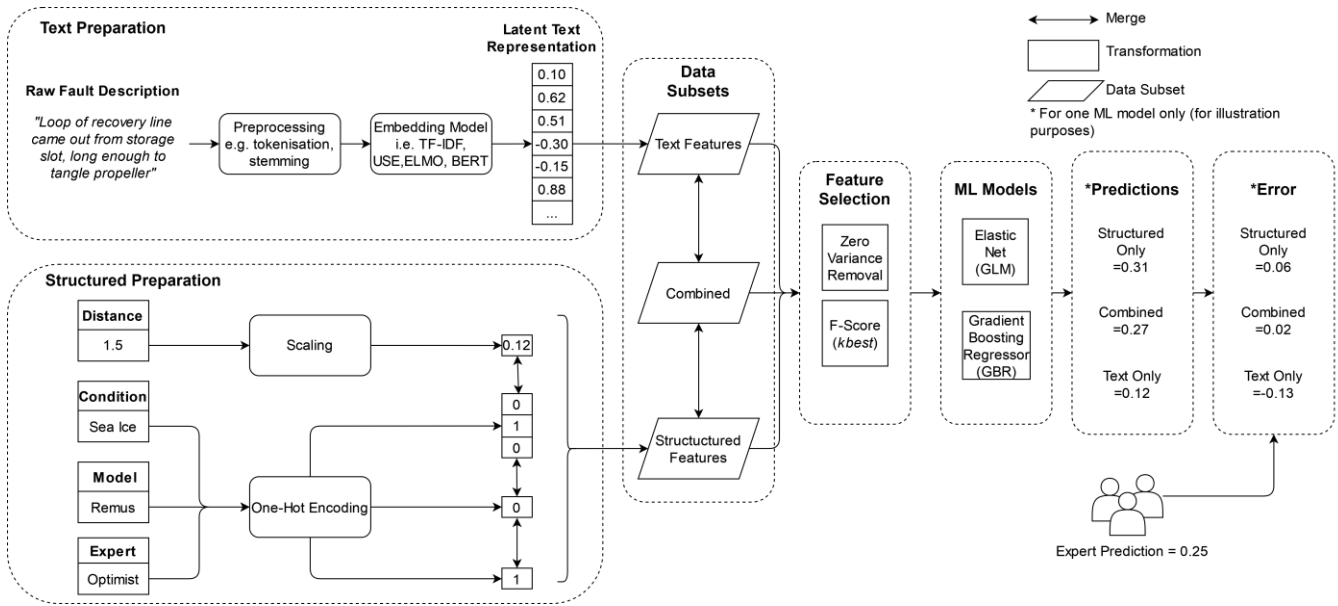 Text Preparation
Raw Fault Description
"Loop of recovery line
came out from storage
slot, long enough to
tangle propeller"
Preprocessing
e.g. tokenisation,
stemming
Embedding Model
i.e. TF-IDF,
USE,ELMO, BERT
Latent Text
Representation
0.10
0.62
0.51
-0.30
-0.15
0.88
...
Structured Preparation
Distance
1.5
Scaling
0.12
Condition
Sea Ice
0
1
0
Model
Remus
One-Hot Encoding
0
Expert
Optimist
1
Data
Subsets
Text Features
Combined
Structuctured
Features
Feature
Selection
Zero
Variance
Removal
F-Score
(kbest)
ML Models
Elastic
Net
(GLM)
Gradient
Boosting
Regressor
(GBR)
*Predictions
Structured
Only
=0.31
Combined
=0.27
Text Only
=0.12
*Error
Structured
Only
=0.06
Combined
=0.02
Text Only
=-0.13
Expert Prediction = 0.25
Merge
Transformation
Data Subset
* For one ML model only (for illustration
purposes)